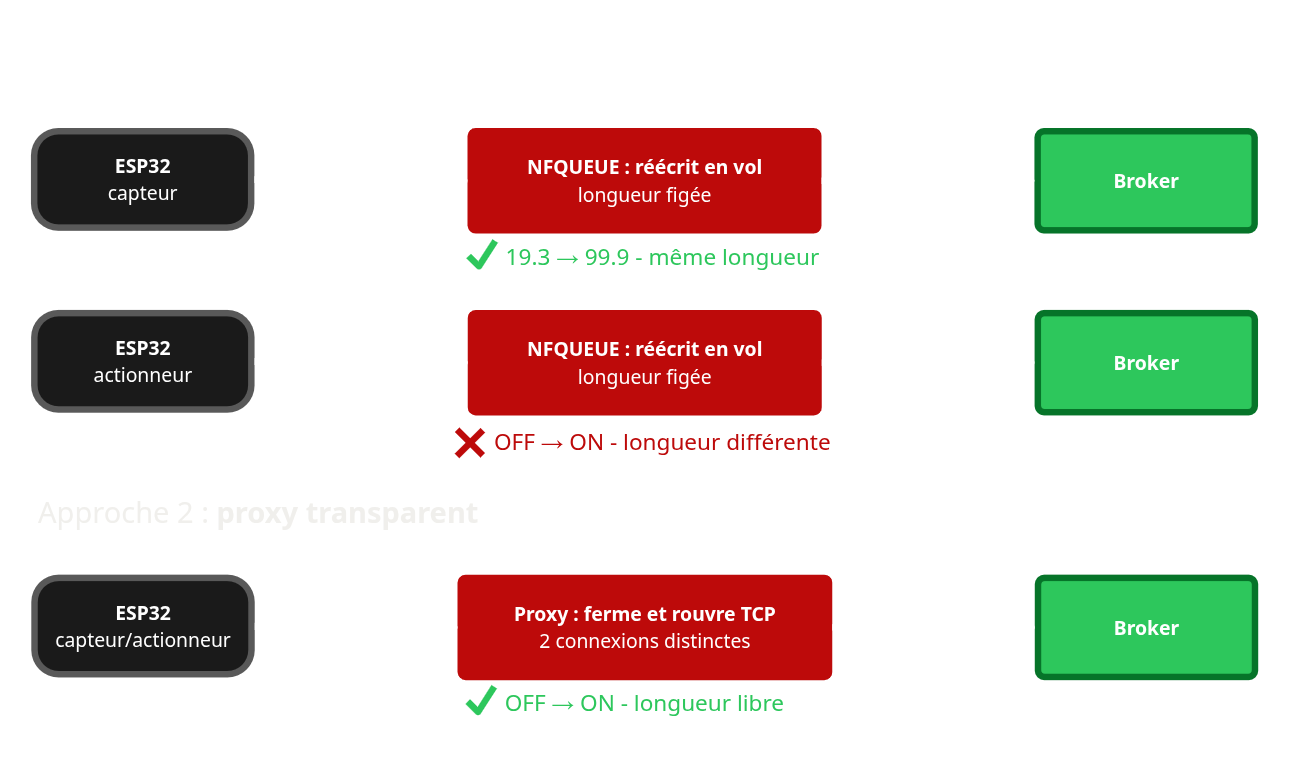 ESP32
capteur
NFQUEUE : réécrit en vol
longueur figée
Broker
19.3 → 99.9 - même longueur
ESP32
actionneur
NFQUEUE : réécrit en vol
longueur figée
Broker
OFF → ON - longueur différente
Approche 2 : proxy transparent
ESP32
capteur/actionneur
Proxy : ferme et rouvre TCP
2 connexions distinctes
Broker
OFF → ON - longueur libre